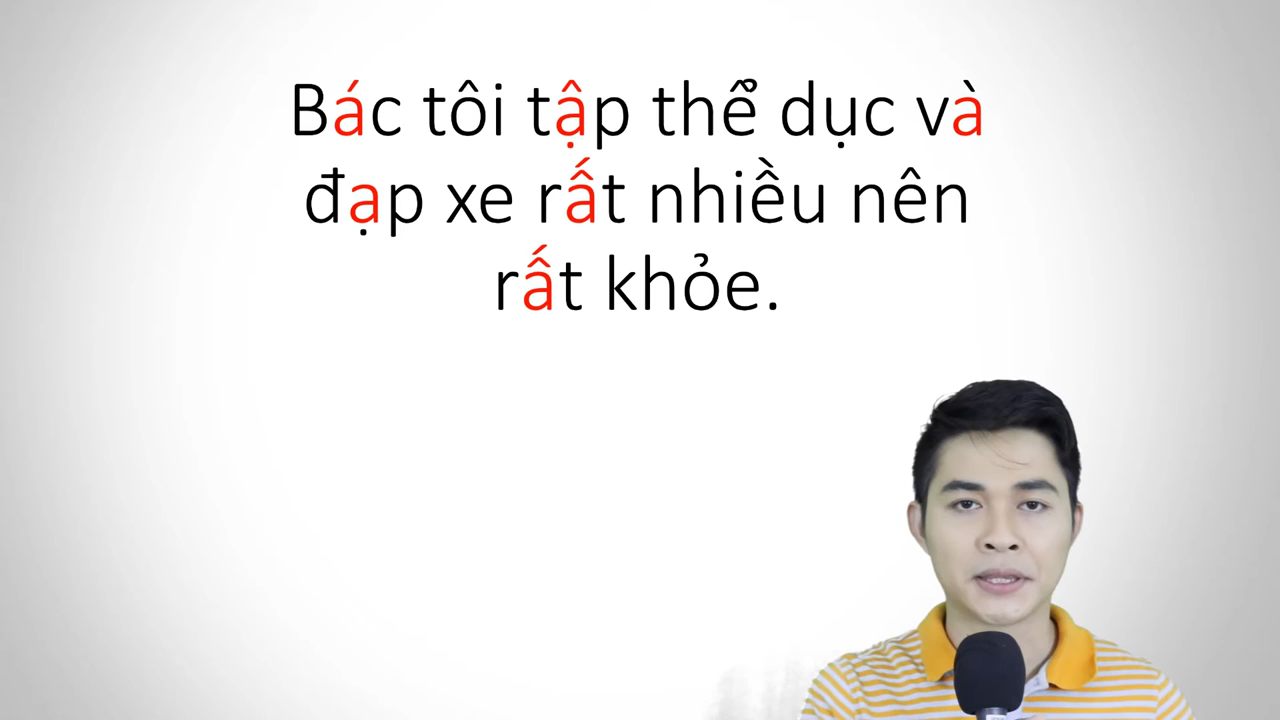 Bác tôi tập thể dục và
đạp xe rất nhiều nên
rất khỏe.